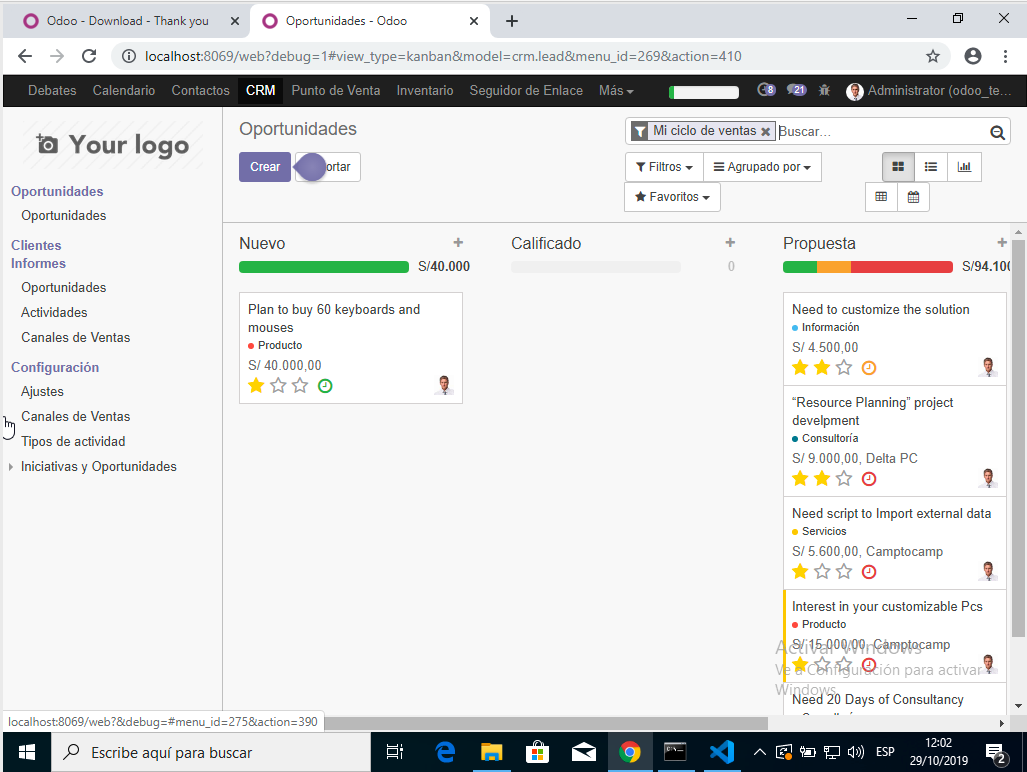 Odoo - Download - Thank you
Oportunidades - Odoo
localhost:8069/web?debug=1#view_type=kanban&model=crm.lead&menu_id=269&action=410
Debates Calendario Contactos CRM Punto de Venta Inventario Seguidor de Enlace Más 8 21 Administrator (odoo_te...
Your logo
Oportunidades
Oportunidades
Clientes
Informes
Oportunidades
Actividades
Canales de Ventas
Configuración
Ajustes
Canales de Ventas
Tipos de actividad
Iniciativas y Oportunidades
Oportunidades
Mi ciclo de ventas Buscar...
Crear ortar
Filtros Agrupado por
Favoritos
Nuevo
S/40.000
Plan to buy 60 keyboards and
mouses
Producto
S/ 40.000,00
Calificado
0
Propuesta
S/94.100
Need to customize the solution
Información
S/ 4.500,00
“Resource Planning” project
develpment
Consultoría
S/ 9.000,00, Delta PC
Need script to Import external data
Servicios
S/ 5.600,00, Camptocamp
Interest in your customizable Pcs
Producto
S/ 15.000,00, Camptocamp
Need 20 Days of Consultancy
Activar Windows
Ve a Configuración para activar
Windows.
localhost:8069/web?&debug=#menu_id=275&action=390
Escribe aquí para buscar
ESP
12:02
29/10/2019
2